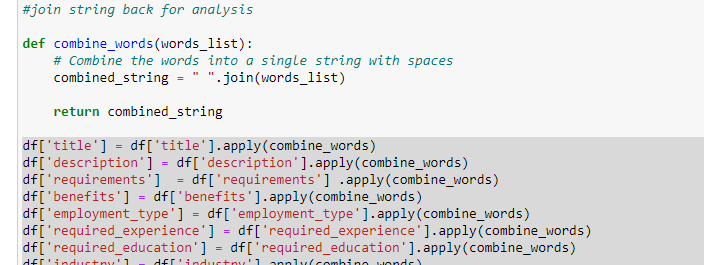 #join string back for analysis
def combine_words(words_list):
# Combine the words into a single string with spaces
combined_string = " ".join(words_list)
return combined_string
df['title'] = df['title'].apply(combine_words)
df['description'] = df['description'].apply(combine_words)
df['requirements']  = df['requirements'] .apply(combine_words)
df['benefits'] = df['benefits'].apply(combine_words)
df['employment_type'] = df['employment_type'].apply(combine_words)
df['required_experience'] = df['required_experience'].apply(combine_words)
df['required_education'] = df['required_education'].apply(combine_words)
df['industry'] = df['industry'].apply(combine_words)